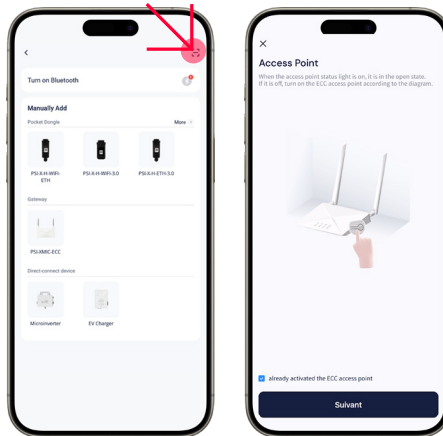 Turn on Bluetooth
Manually Add
Pocket Dongle
More
PSI-A-H-WIFI-
ETH-
PSI-A-H-WIFI-3.0
PSI-X-H-ETH-3.0
Gateway
PSI-XMIC-ECC
Direct-connect device
Microinverter
EV Charger
Access Point
When the access point status light is on, it is in the open state.
If it is off, turn on the ECC access point according to the diagram.
already activated the ECC access point
Suivant